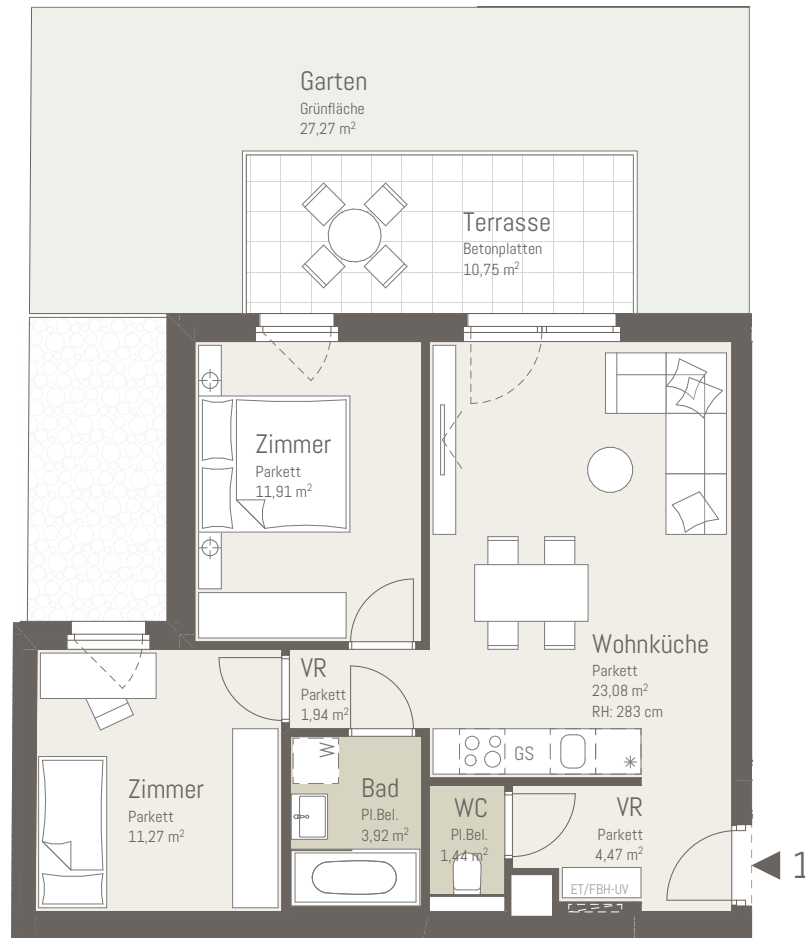 Garten
Grünfläche
27,27 m²
Terrasse
Betonplatten
10,75 m²
Zimmer
Parkett
11,91 m²
Wohnküche
Parkett
23,08 m²
RH: 283 cm
VR
Parkett
1,94 m²
GS
W
Zimmer
Parkett
11,27 m²
Bad
Pl.Bel.
3,92 m²
WC
Pl.Bel.
1,44 m²
VR
Parkett
4,47 m²
ET/FBH-UV
1